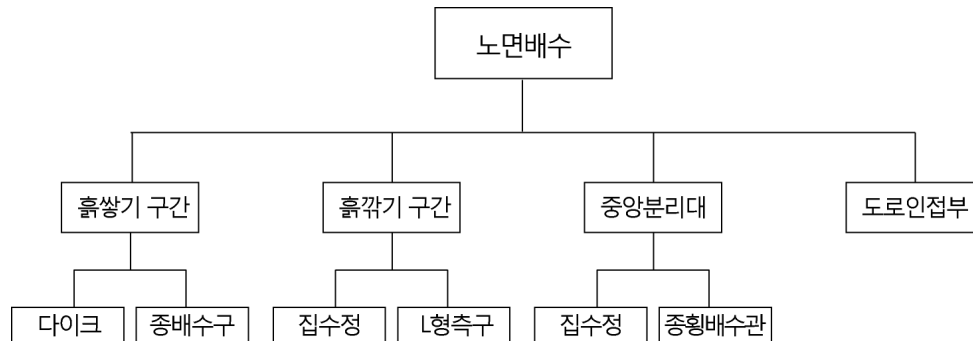 노면배수
흙쌓기 구간
흙깎기 구간
중앙분리대
도로인접부
다이크
종배수구
집수정
L형측구
집수정
종횡배수관